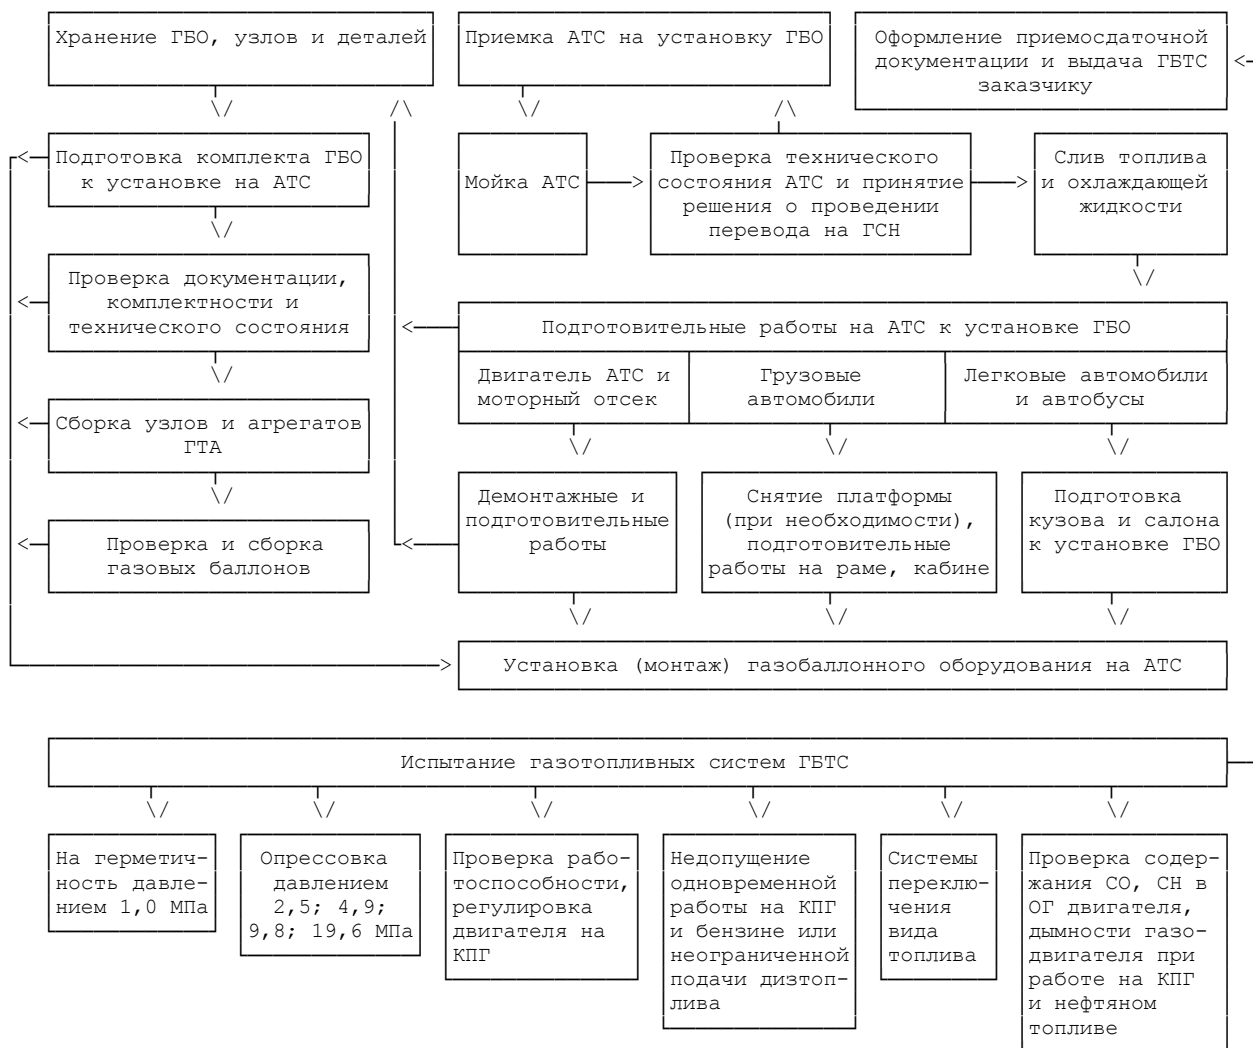 Хранение ГБО, узлов и деталей
Приемка АТС на установку ГБО
Оформление приемосдаточной
документации и выдача ГБТС
заказчику
Подготовка комплекта ГБО
к установке на АТС
Мойка АТС
Проверка технического
состояния АТС и принятие
решения о проведении
перевода на ГСН
Слив топлива
и охлаждающей
жидкости
Проверка документации,
комплектности и
технического состояния
Подготовительные работы на АТС к установке ГБО
Двигатель АТС и
моторный отсек
Грузовые
автомобили
Легковые автомобили
и автобусы
Сборка узлов и агрегатов
ГТА
Проверка и сборка
газовых баллонов
Демонтажные и
подготовительные
работы
Снятие платформы
(при необходимости),
подготовительные
работы на раме, кабине
Подготовка
кузова и салона
к установке ГБО
Установка (монтаж) газобаллонного оборудования на АТС
Испытание газотопливных систем ГБТС
На герметич-
ность давле-
нием 1,0 МПа
Опрессовка
давлением
2,5; 4,9;
9,8; 19,6 МПа
Проверка рабо-
тоспособности,
регулировка
двигателя на
КПГ
Недопущение
одновременной
работы на КПГ
и бензине или
неограниченной
подачи дизтоп-
лива
Системы
переклю-
чения
вида
топлива
Проверка содер-
жания СО, СН в
ОГ двигателя,
дымности газо-
двигателя при
работе на КПГ
и нефтяном
топливе